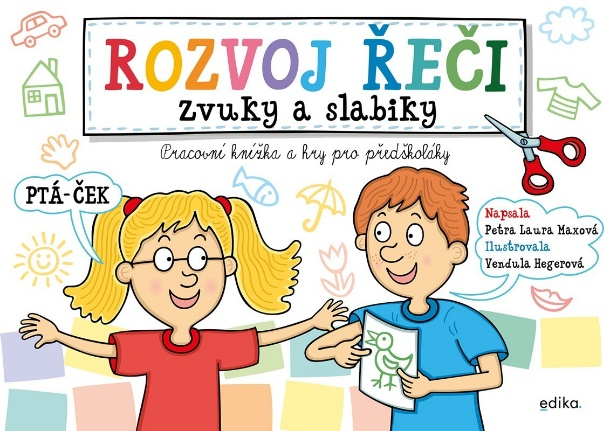 ROZVOJ ŘEČI
zvuky a slabiky
Pracovní knížka a hry pro předškoláky
PTÁ-ČEK
Napsala
Petra Laura Maxová
Ilustrovala
Vendula Hegerová
edika.